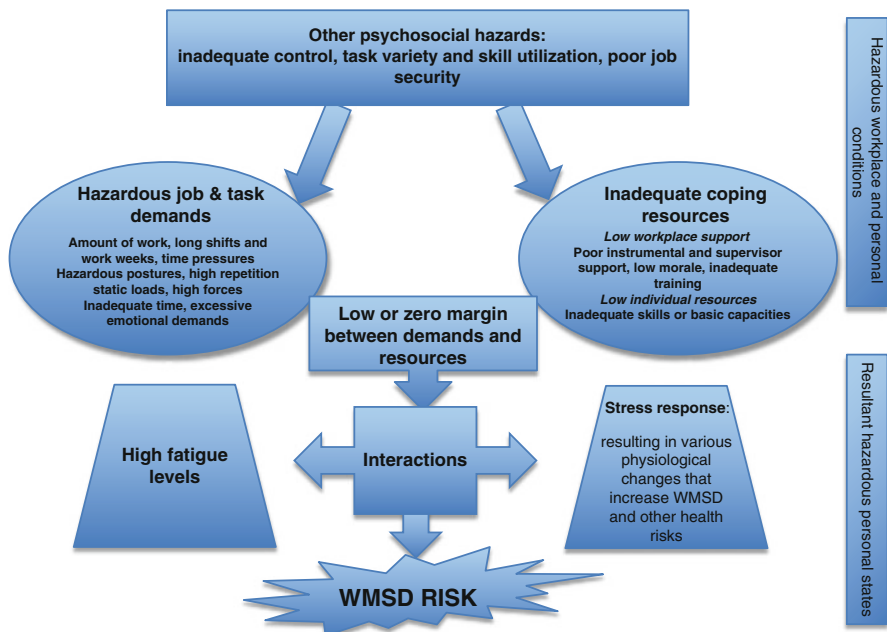 Other psychosocial hazards:
inadequate control, task variety and skill utilization, poor job
security
Hazardous workplace and personal
conditions
Hazardous job & task
demands
Amount of work, long shifts and
work weeks, time pressures
Hazardous postures, high repetition
static loads, high forces
Inadequate time, excessive
emotional demands
Inadequate coping
resources
Low workplace support
Poor instrumental and supervisor
support, low morale, inadequate
training
Low individual resources
Inadequate skills or basic capacities
Low or zero margin
between demands and
resources
High fatigue
levels
Interactions
Stress response:
resulting in various
physiological
changes that
increase WMSD
and other health
risks
Resultant hazardous personal states
WMSD RISK